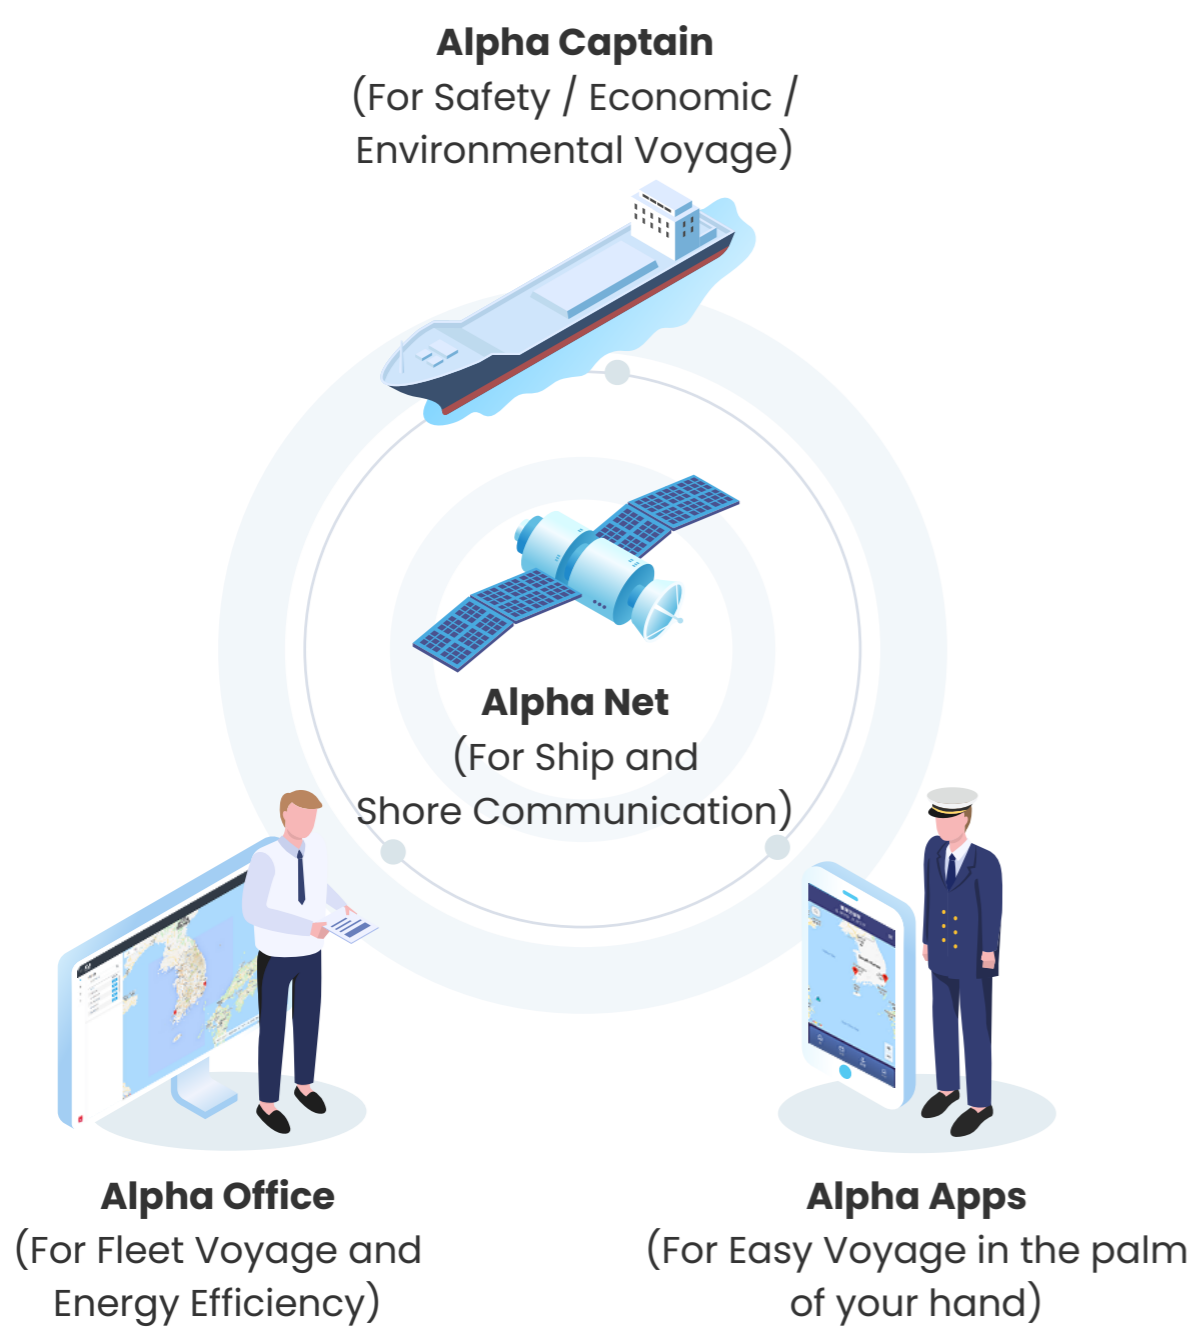 Alpha Captain
(For Safety / Economic /
Environmental Voyage)
Alpha Net
(For Ship and
Shore Communication)
Alpha Office
(For Fleet Voyage and
Energy Efficiency)
Alpha Apps
(For Easy Voyage in the palm
of your hand)